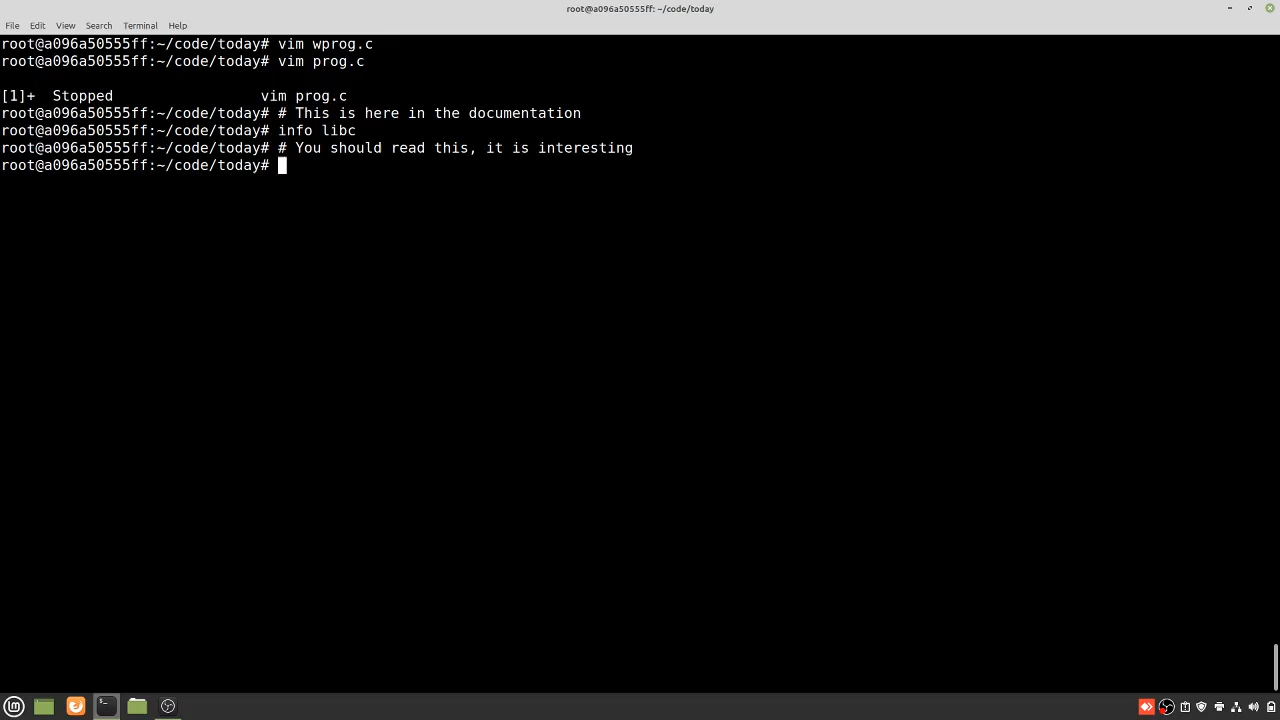 root@a096a50555ff: ~/code/today
File Edit View Search Terminal Help
root@a096a50555ff:~/code/today# vim wprog.c
root@a096a50555ff:~/code/today# vim prog.c
[1]+  Stopped                 vim prog.c
root@a096a50555ff:~/code/today# # This is here in the documentation
root@a096a50555ff:~/code/today# info libc
root@a096a50555ff:~/code/today# # You should read this, it is interesting
root@a096a50555ff:~/code/today#